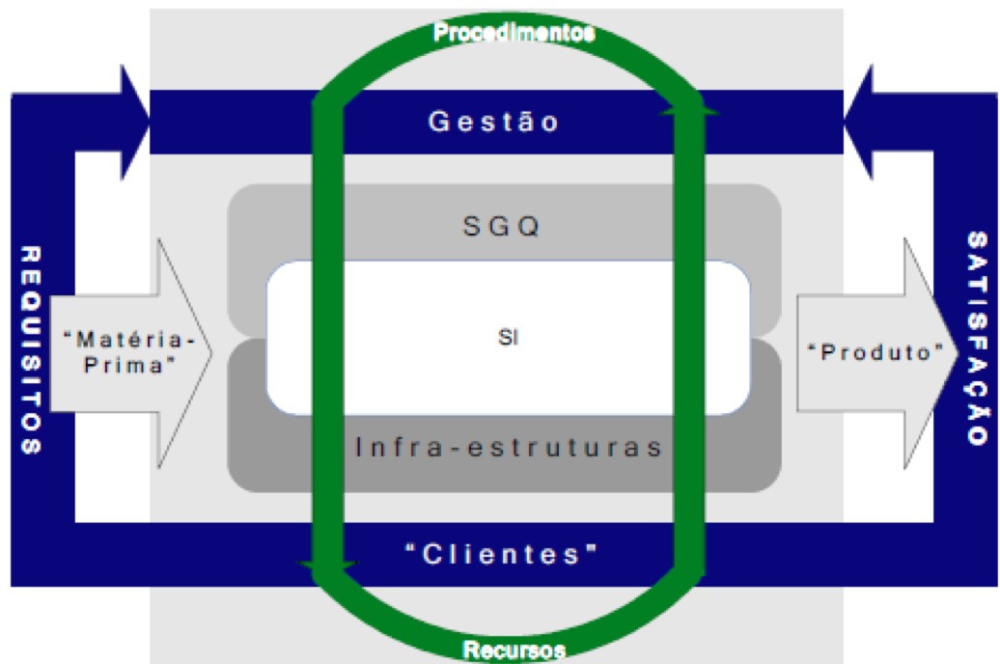 Procedimentos
Gestão
SGQ
REQUISITOS
SATISFAÇÃO
"Matéria-
Prima"
SI
"Produto"
Infra-estruturas
"Clientes"
Recursos